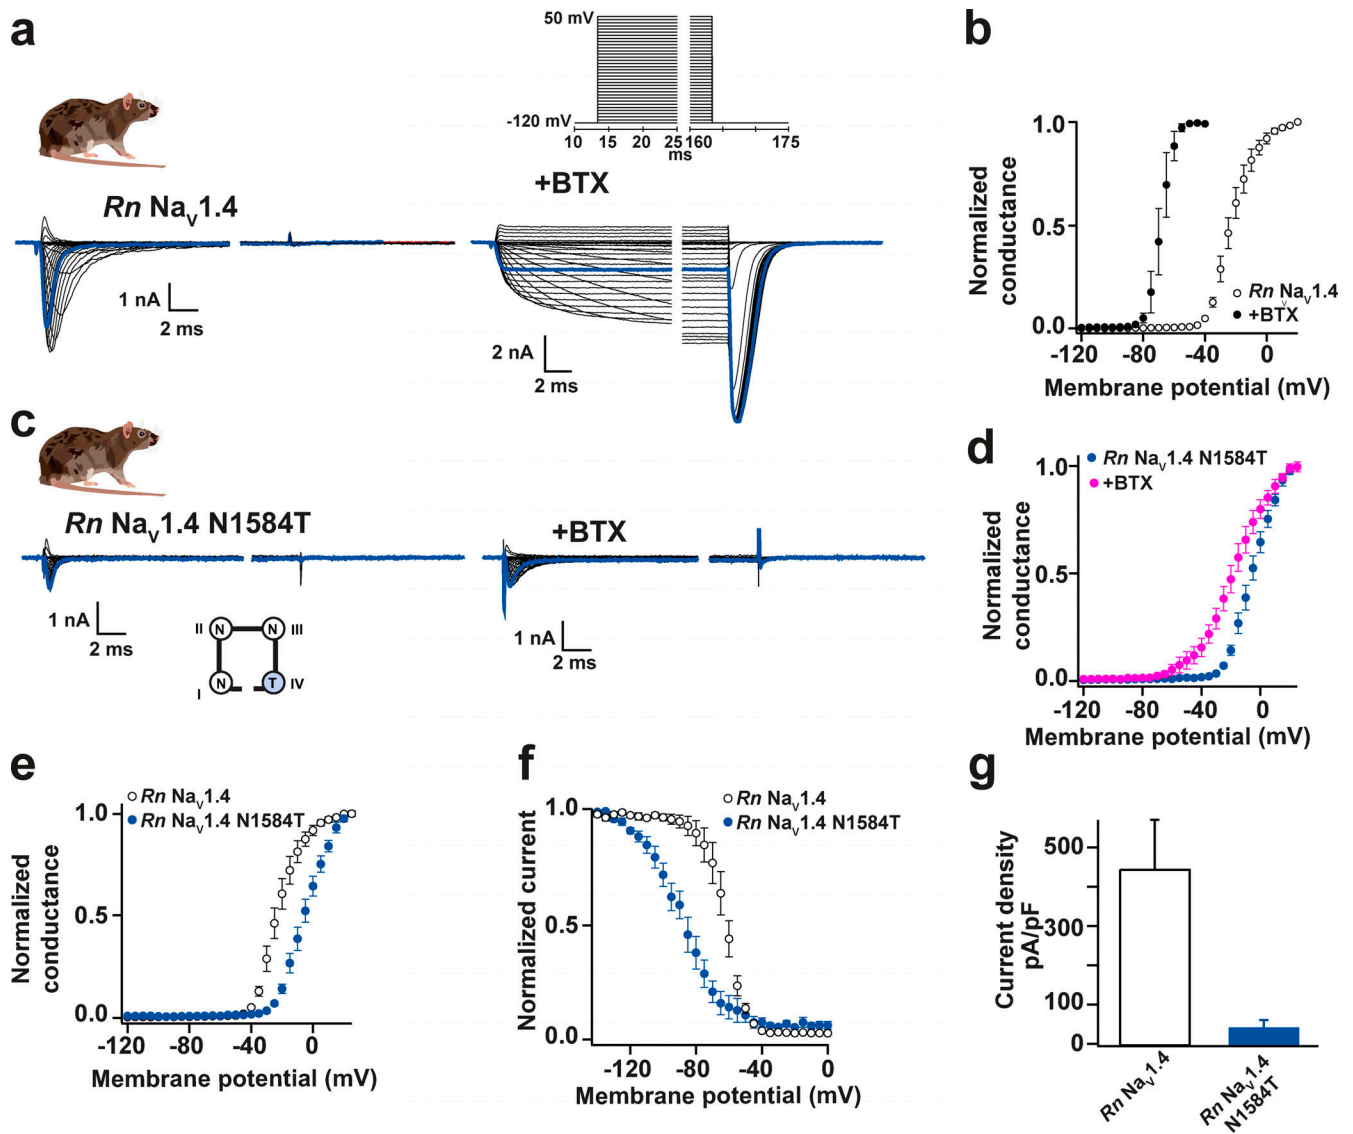 a
50 mV
-120 mV
10 15 20 25 160 175
ms
Rn NaV1.4
+BTX
1 nA
2 ms
2 nA
2 ms
b
Normalized
conductance
1.0
0.5
0.0
Rn NaV1.4
+BTX
-120 -80 -40 0
Membrane potential (mV)
c
Rn NaV1.4 N1584T
+BTX
1 nA
2 ms
II N N III
I N T IV
1 nA
2 ms
d
Normalized
conductance
1.0
0.5
0.0
Rn NaV1.4 N1584T
+BTX
-120 -80 -40 0
Membrane potential (mV)
e
Normalized
conductance
1.0
0.5
0.0
Rn NaV1.4
Rn NaV1.4 N1584T
-120 -80 -40 0
Membrane potential (mV)
f
Normalized current
1.0
0.5
0.0
Rn NaV1.4
Rn NaV1.4 N1584T
-120 -80 -40 0
Membrane potential (mV)
g
Current density
pA/pF
500
300
100
0
Rn NaV1.4
Rn NaV1.4
N1584T